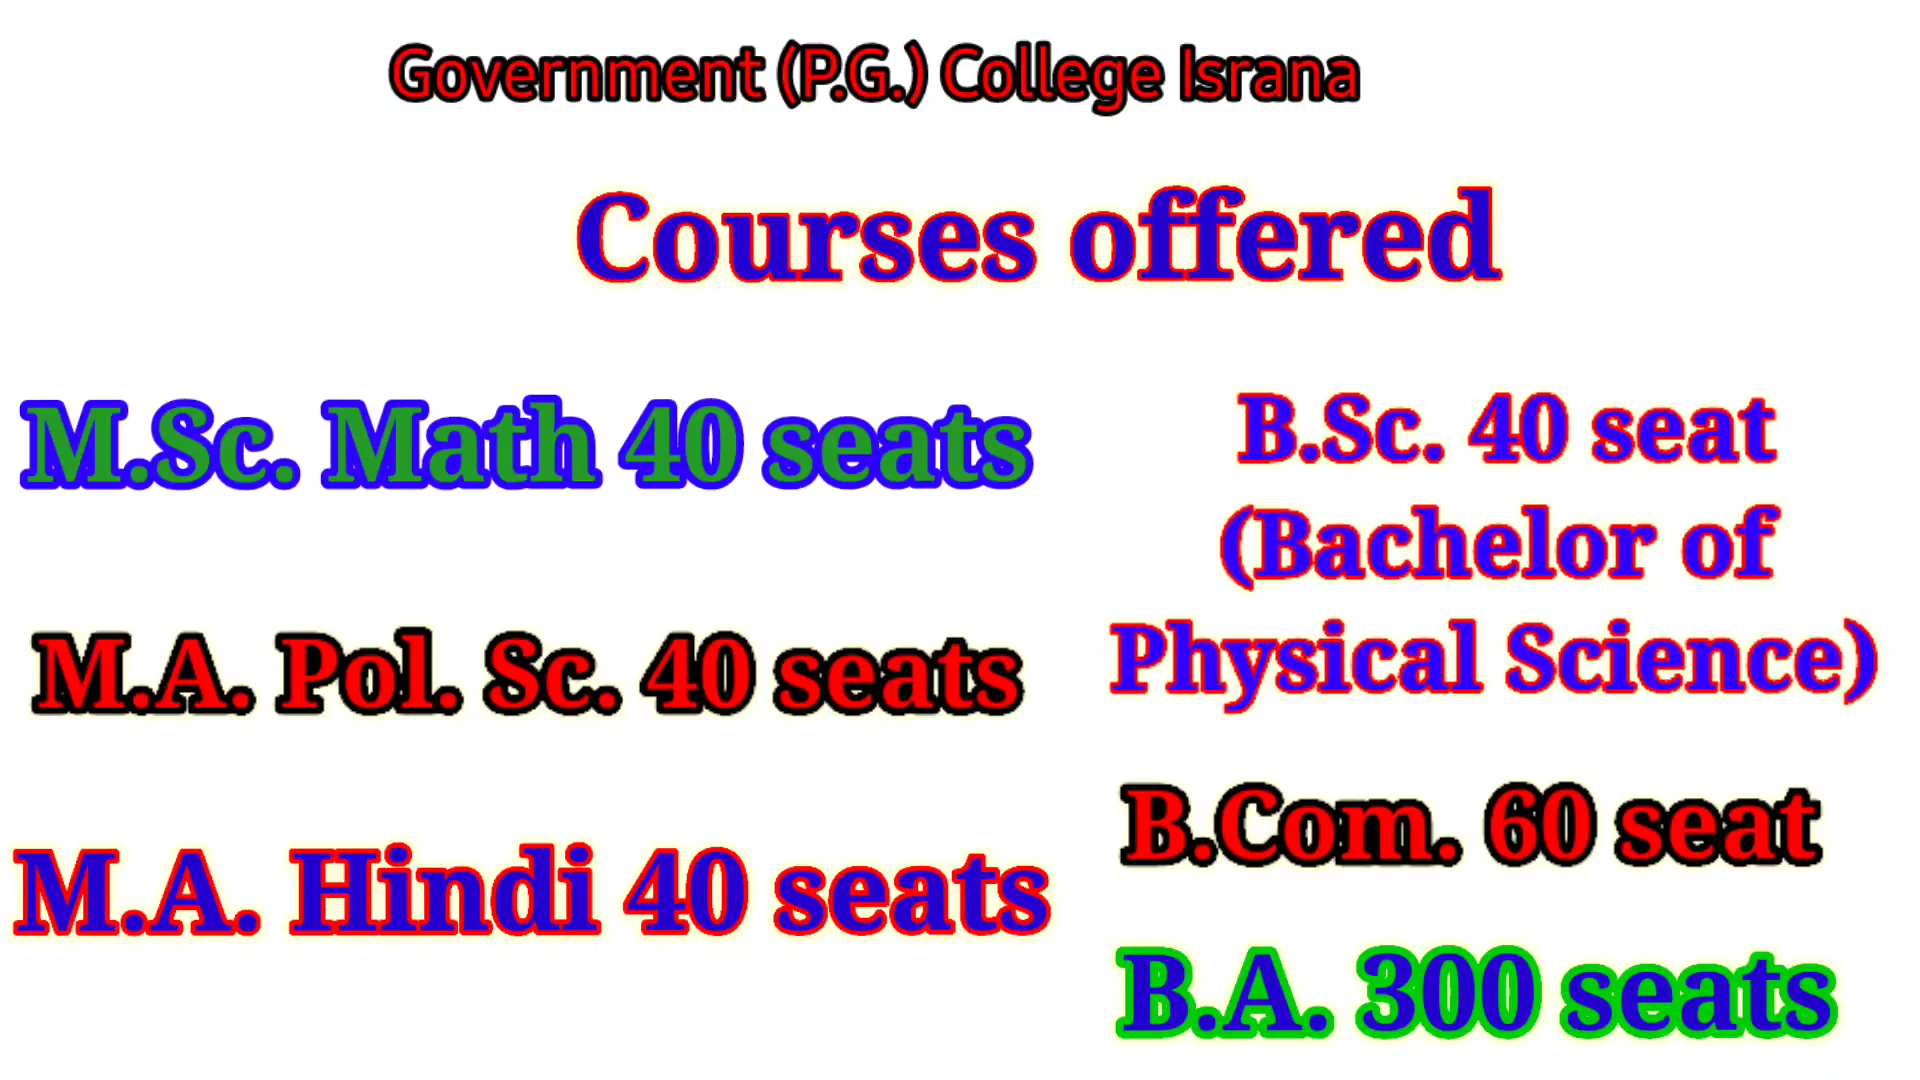 Government (P.G.) College Israna
Courses offered
M.Sc. Math 40 seats
M.A. Pol. Sc. 40 seats
M.A. Hindi 40 seats
B.Sc. 40 seat
(Bachelor of
Physical Science)
B.Com. 60 seat
B.A. 300 seats